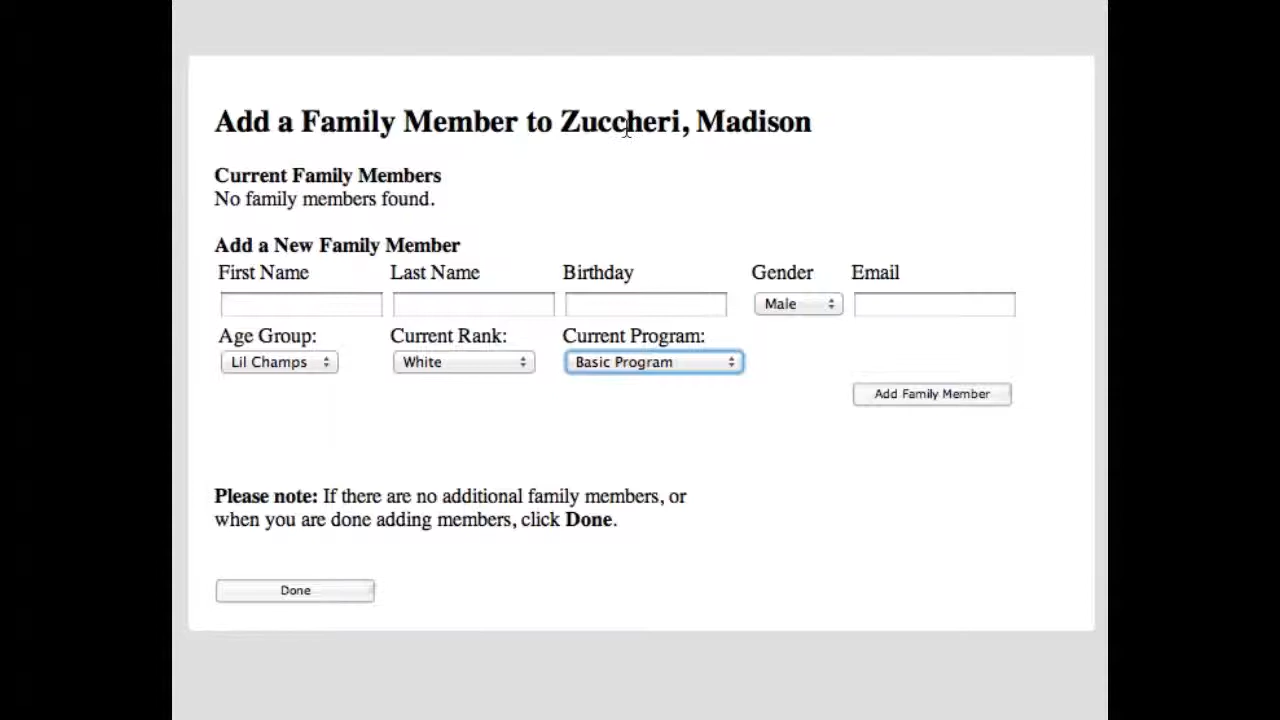 Add a Family Member to Zuccheri, Madison
Current Family Members
No family members found.
Add a New Family Member
First Name Last Name Birthday Gender Email
Male
Age Group: Current Rank: Current Program:
Lil Champs White Basic Program
Add Family Member
Please note: If there are no additional family members, or
when you are done adding members, click Done.
Done